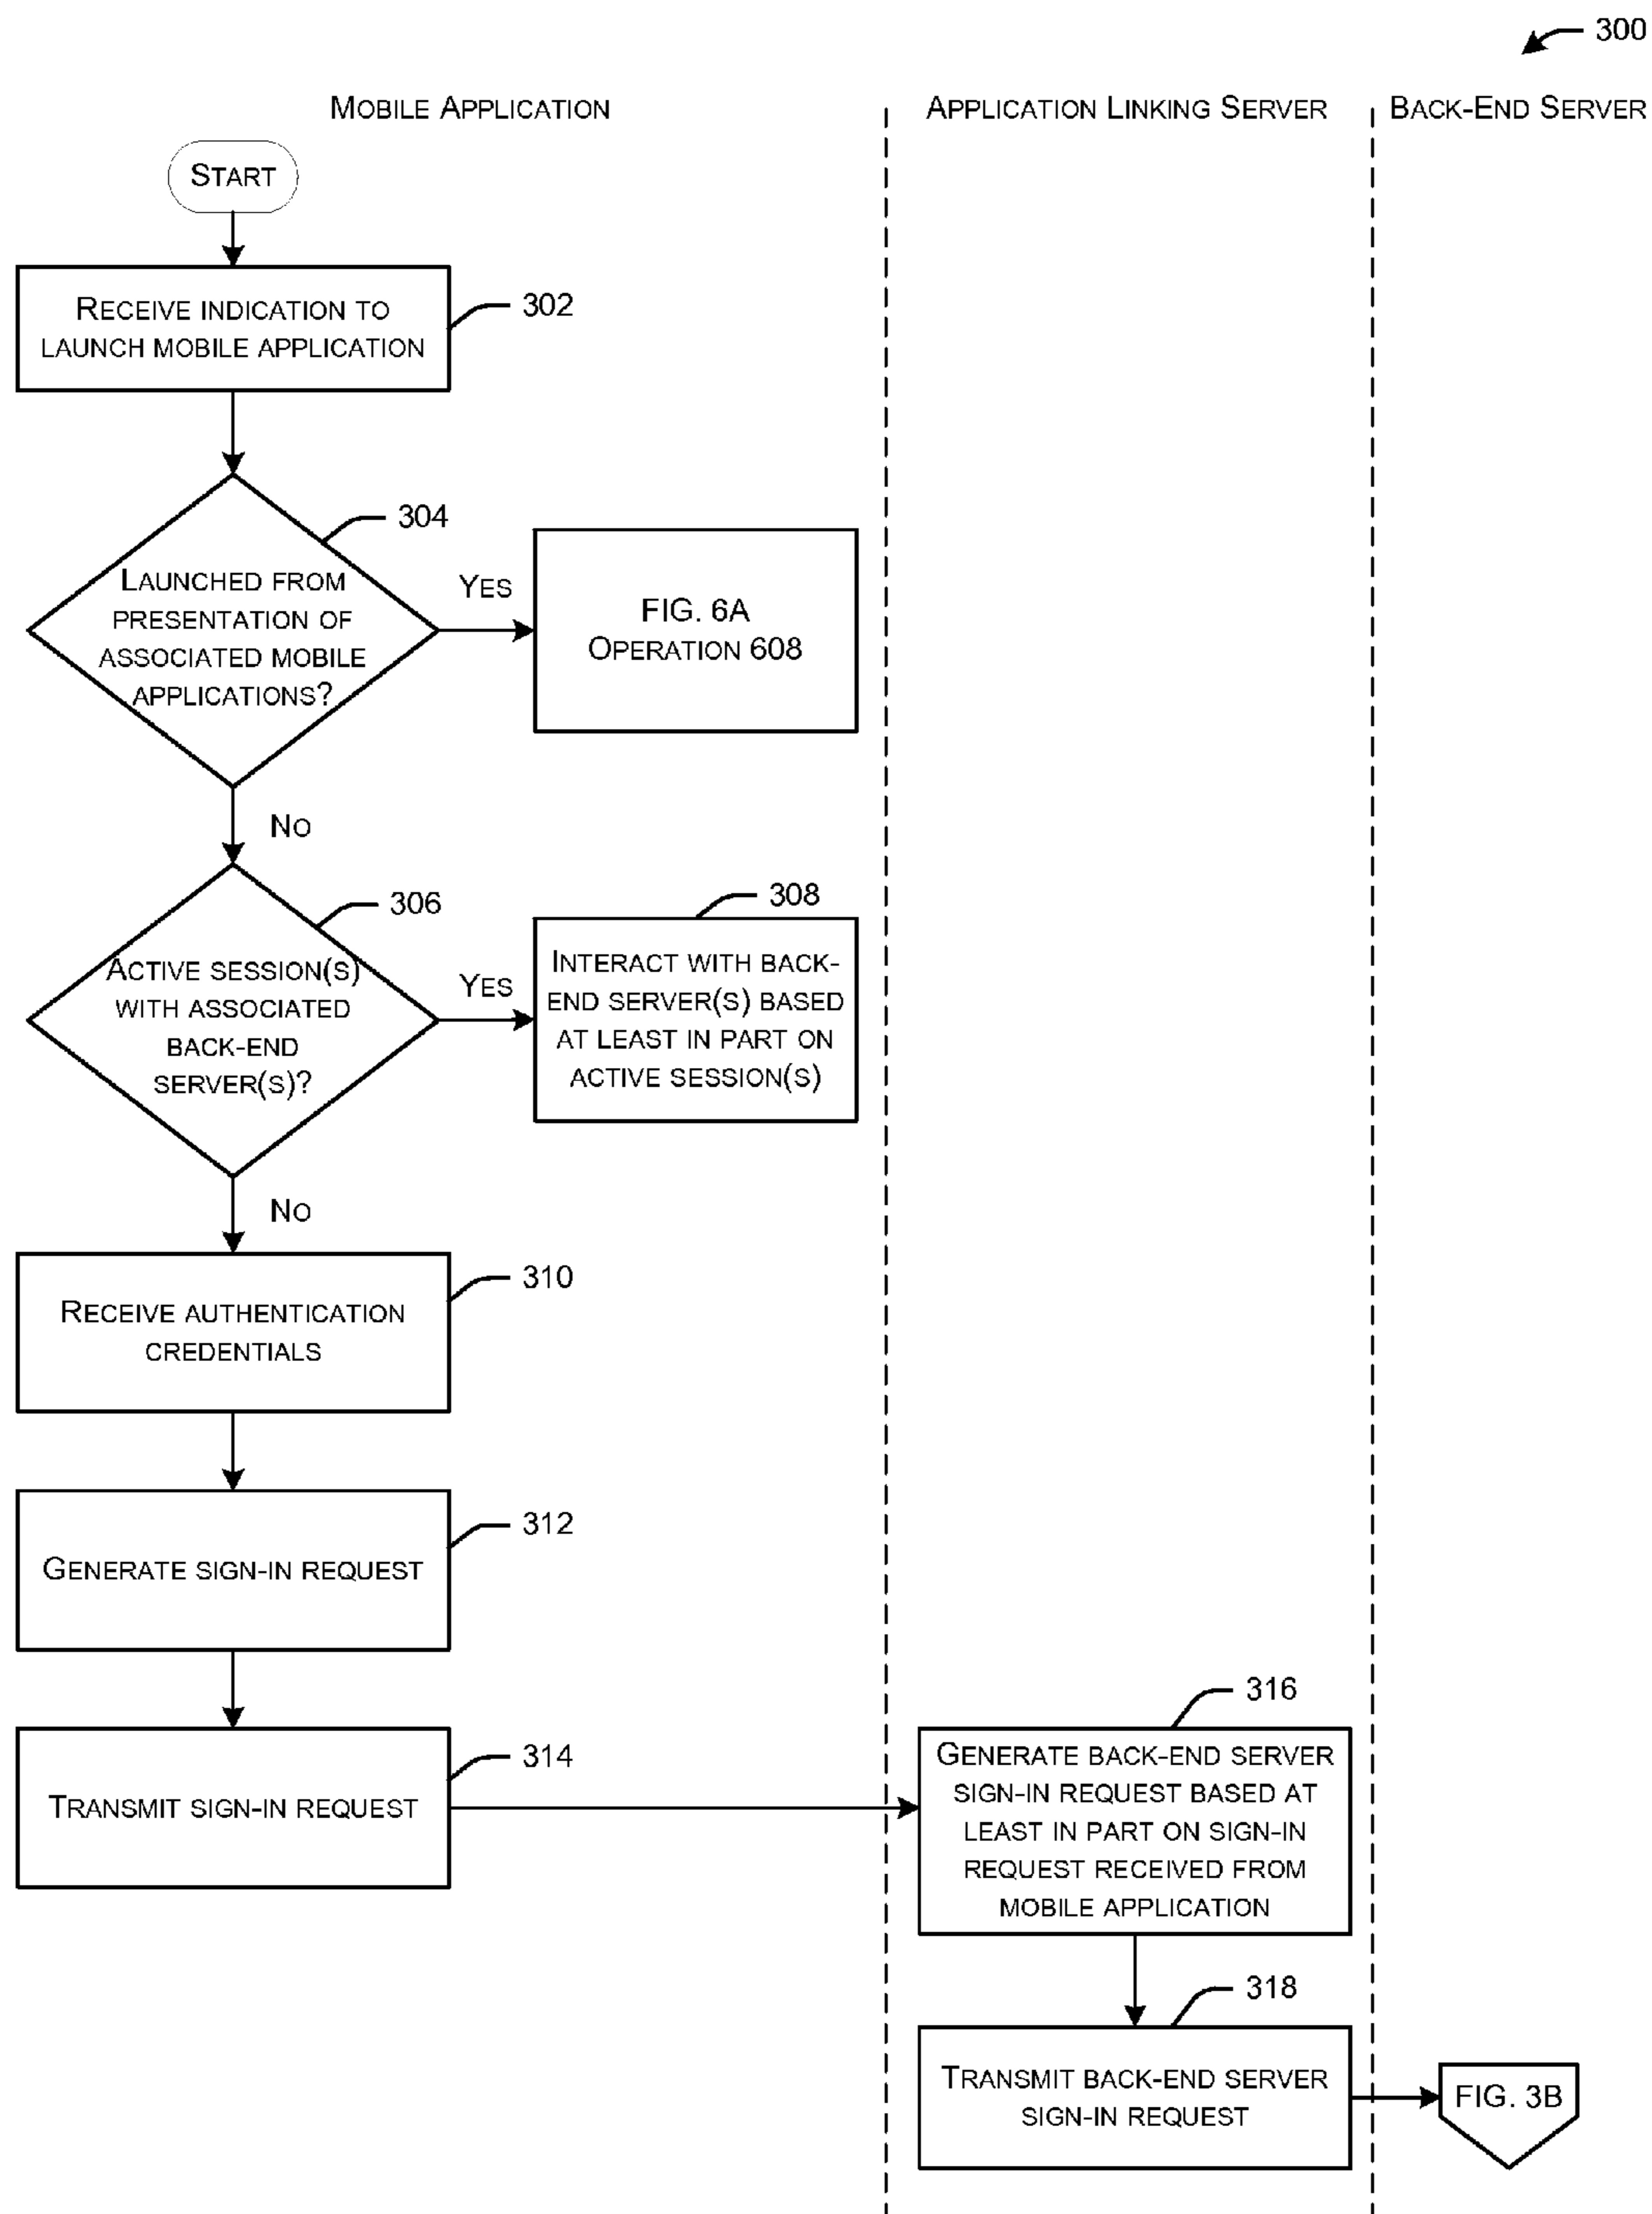 300
MOBILE APPLICATION
APPLICATION LINKING SERVER
BACK-END SERVER
START
RECEIVE INDICATION TO
LAUNCH MOBILE APPLICATION
302
304
LAUNCHED FROM
PRESENTATION OF
ASSOCIATED MOBILE
APPLICATIONS?
YES
FIG. 6A
OPERATION 608
NO
306
ACTIVE SESSION(S)
WITH ASSOCIATED
BACK-END
SERVER(S)?
YES
308
INTERACT WITH BACK-
END SERVER(S) BASED
AT LEAST IN PART ON
ACTIVE SESSION(S)
NO
310
RECEIVE AUTHENTICATION
CREDENTIALS
312
GENERATE SIGN-IN REQUEST
314
TRANSMIT SIGN-IN REQUEST
316
GENERATE BACK-END SERVER
SIGN-IN REQUEST BASED AT
LEAST IN PART ON SIGN-IN
REQUEST RECEIVED FROM
MOBILE APPLICATION
318
TRANSMIT BACK-END SERVER
SIGN-IN REQUEST
FIG. 3B